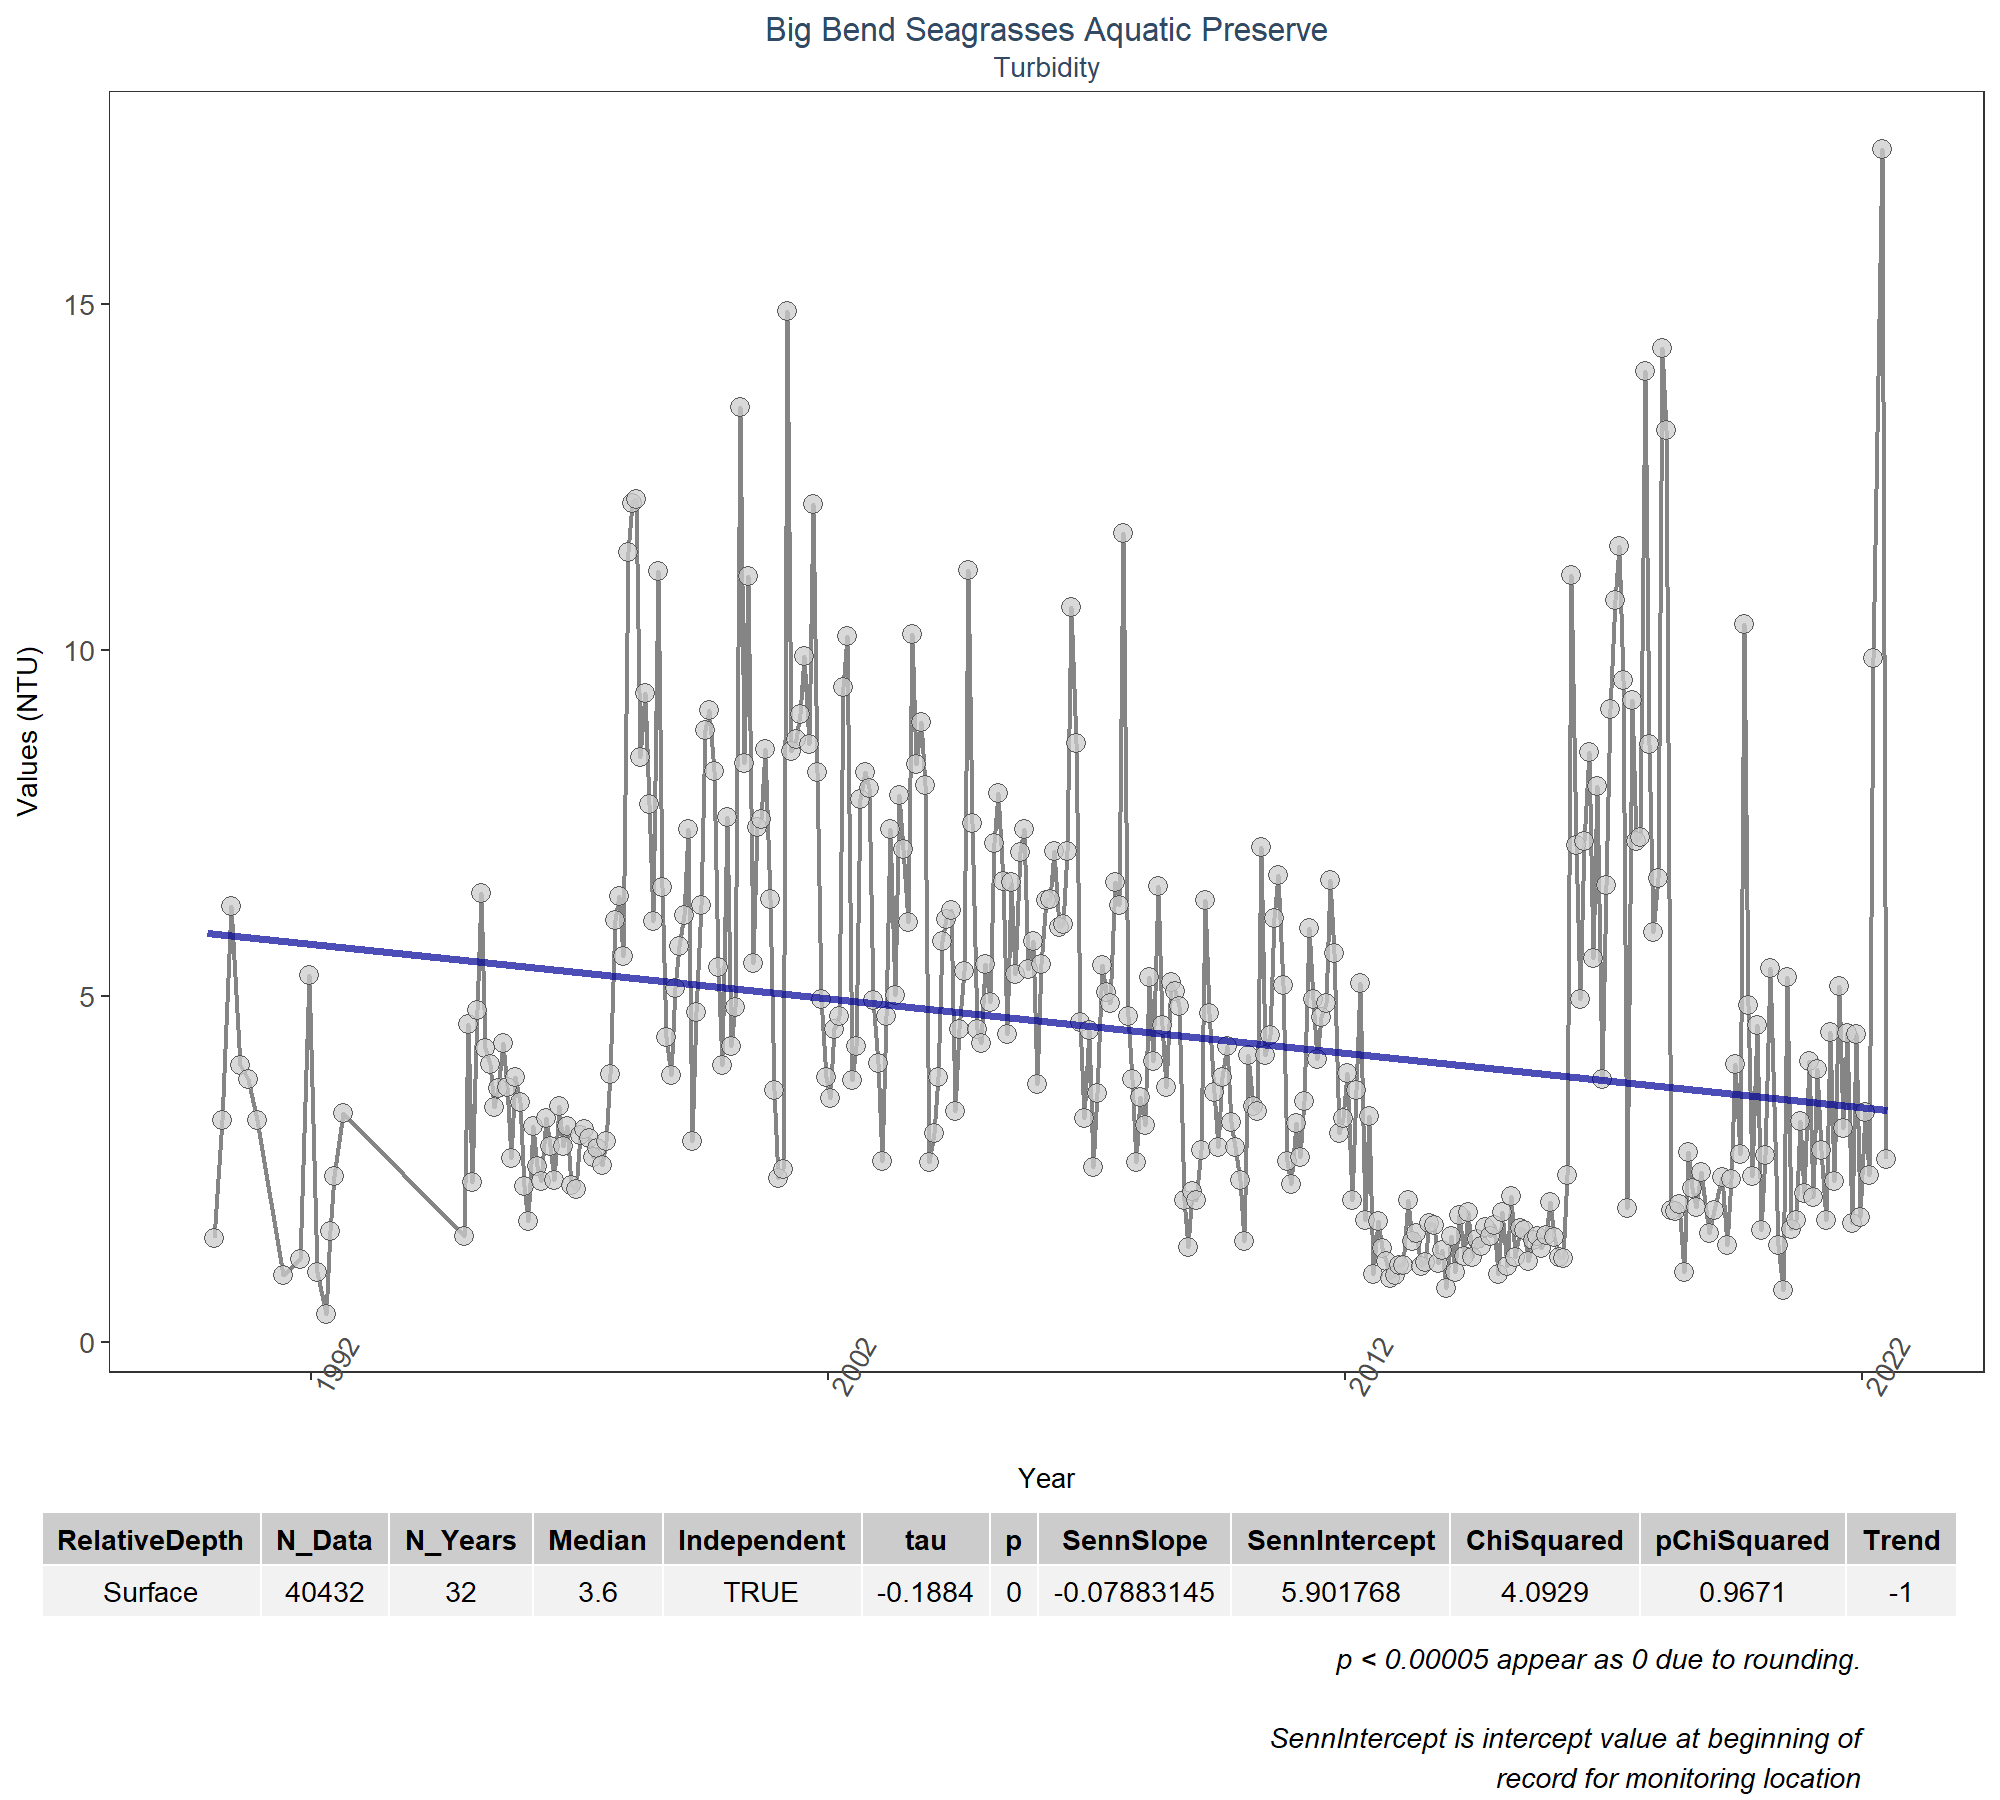 Big Bend Seagrasses Aquatic Preserve
Turbidity
Values (NTU)
15
10
5
0
1992 2002 2012 2022
Year
RelativeDepth N_Data N_Years Median Independent tau p SennSlope SennIntercept ChiSquared pChiSquared Trend
Surface 40432 32 3.6 TRUE -0.1884 0 -0.07883145 5.901768 4.0929 0.9671 -1
p < 0.00005 appear as 0 due to rounding.
SennIntercept is intercept value at beginning of
record for monitoring location